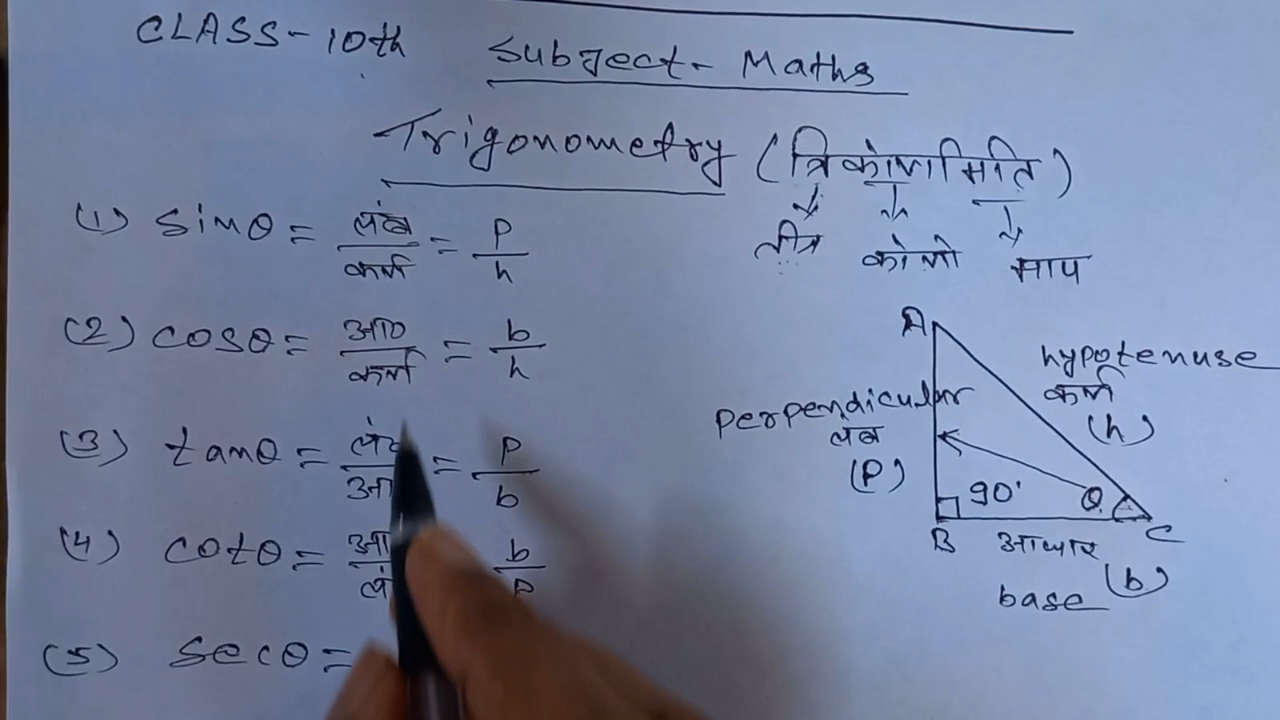 CLASS-10th
Subject- Maths
Trigonometry (त्रिकोणमिति)
तीन कोणो माप
(1) sinθ = लंब/कर्ण = P/h
(2) cosθ = आ०/कर्ण = b/h
(3) tanθ = लं/आ = P/b
(4) cotθ = आ/लं b/P
(5) secθ =
A
hypotenuse
कर्ण
(h)
Perpendicular
लंब
(P)
90°
θ
B
आधार
C
base (b)